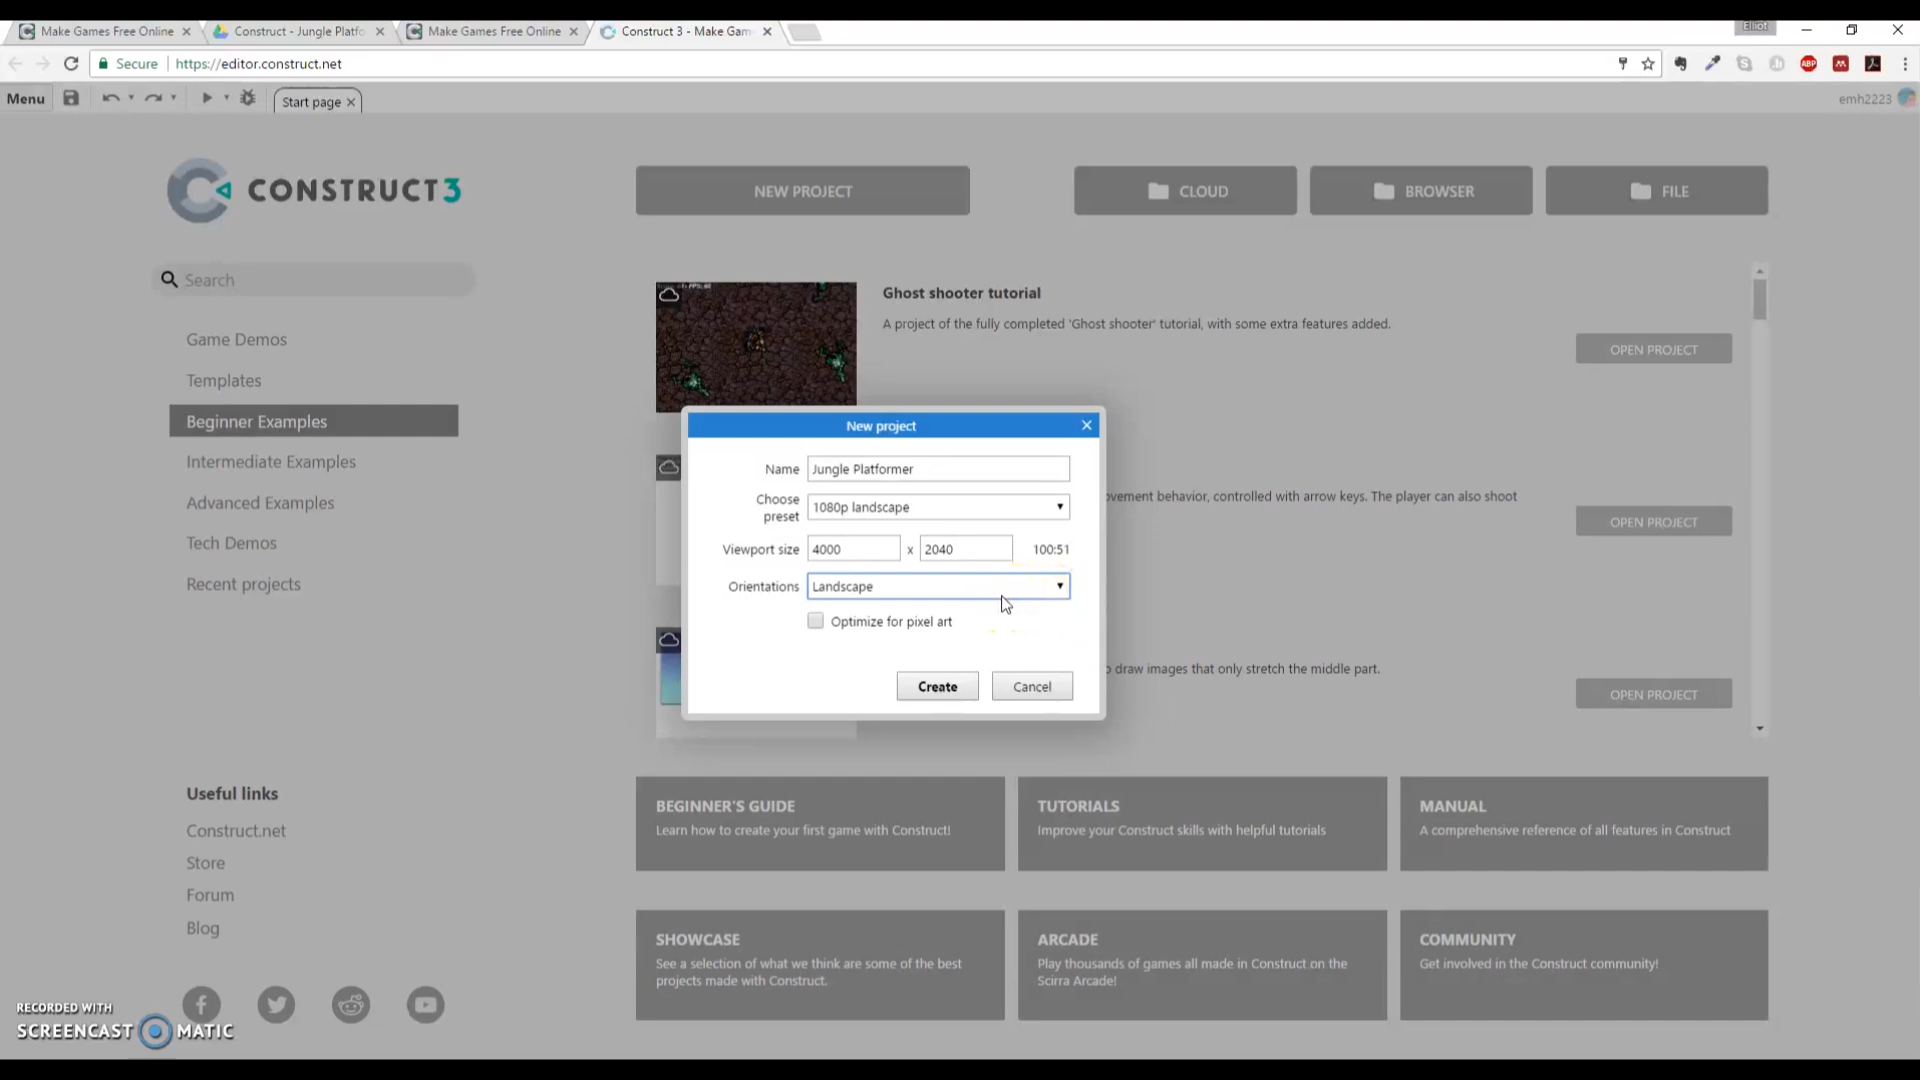 Make Games Free Online
Construct - Jungle Platfo
Make Games Free Online
Construct 3 - Make Gam
Elliot
Secure
https://editor.construct.net
ABP
Menu
Start page
emh2223
CONSTRUCT3
NEW PROJECT
CLOUD
BROWSER
FILE
Search
Game Demos
Templates
Beginner Examples
Intermediate Examples
Advanced Examples
Tech Demos
Recent projects
Ghost shooter tutorial
A project of the fully completed 'Ghost shooter' tutorial, with some extra features added.
OPEN PROJECT
New project
Name
Jungle Platformer
Choose
preset
1080p landscape
Viewport size
4000
x
2040
100:51
Orientations
Landscape
Optimize for pixel art
Create
Cancel
vement behavior, controlled with arrow keys. The player can also shoot
OPEN PROJECT
draw images that only stretch the middle part.
OPEN PROJECT
Useful links
Construct.net
Store
Forum
Blog
BEGINNER'S GUIDE
Learn how to create your first game with Construct!
TUTORIALS
Improve your Construct skills with helpful tutorials
MANUAL
A comprehensive reference of all features in Construct
SHOWCASE
See a selection of what we think are some of the best
projects made with Construct.
ARCADE
Play thousands of games all made in Construct on the
Scirra Arcade!
COMMUNITY
Get involved in the Construct community!
RECORDED WITH
SCREENCAST MATIC